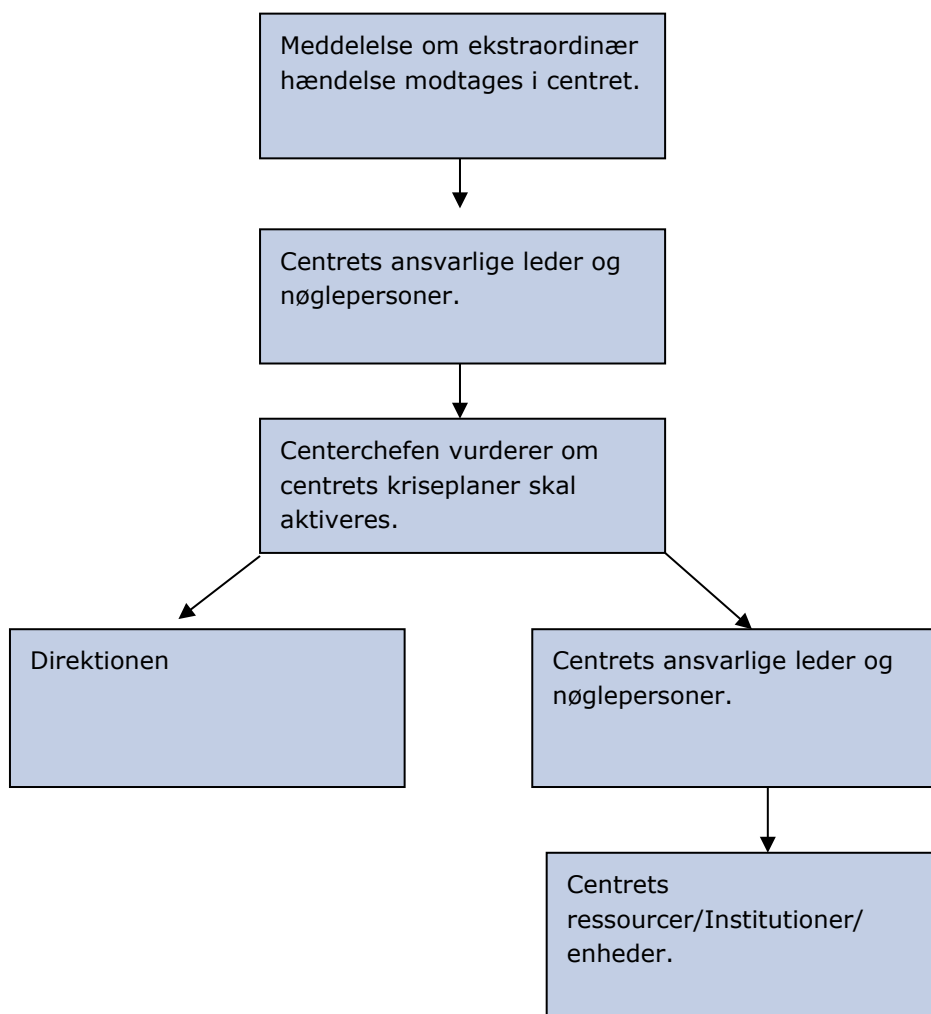 Meddelelse om ekstraordinær
hændelse modtages i centret.
Centrets ansvarlige leder og
nøglepersoner.
Centerchefen vurderer om
centrets kriseplaner skal
aktiveres.
Direktionen
Centrets ansvarlige leder og
nøglepersoner.
Centrets
ressourcer/Institutioner/
enheder.